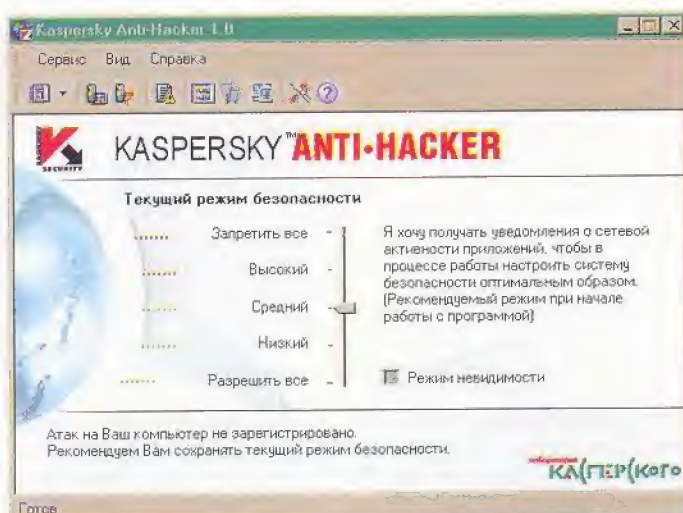 Kaspersky Anti-Hacker 1.0
Сервис Вид Справка
KASPERSKY SECURITY
KASPERSKY™ ANTI•HACKER
Текущий режим безопасности
Запретить все
Высокий
Средний
Низкий
Разрешить все
Я хочу получать уведомления о сетевой
активности приложений, чтобы в
процессе работы настроить систему
безопасности оптимальным образом.
(Рекомендуемый режим при начале
работы с программой)
Режим невидимости
Атак на Ваш компьютер не зарегистрировано.
Рекомендуем Вам сохранять текущий режим безопасности.
лаборатория
КАСПЕРСКОГО
Готов